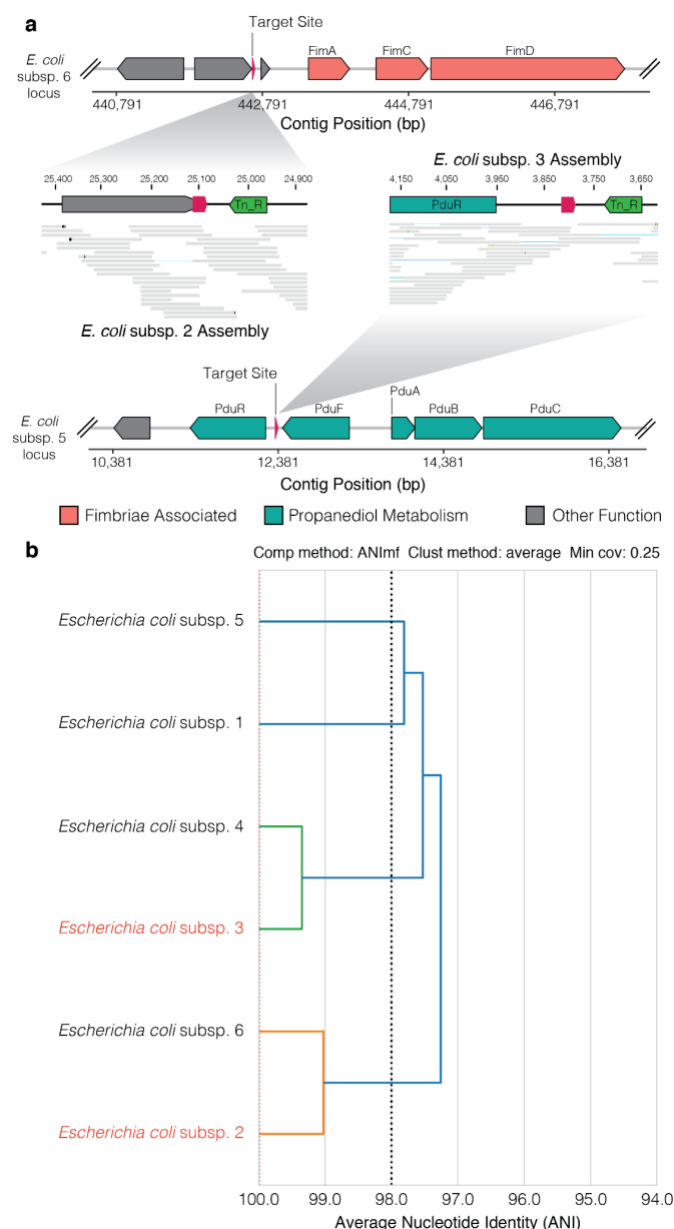 a
Target Site
FimA FimC FimD
E. coli
subsp. 6
locus
440,791 442,791 444,791 446,791
Contig Position (bp)
E. coli subsp. 3 Assembly
25,400 25,300 25,200 25,100 25,000 24,900
4,150 4,050 3,950 3,850 3,750 3,650
Tn_R
PduR Tn_R
E. coli subsp. 2 Assembly
Target Site
PduR PduF PduA PduB PduC
E. coli
subsp. 5
locus
10,381 12,381 14,381 16,381
Contig Position (bp)
Fimbriae Associated Propanediol Metabolism Other Function
b
Comp method: ANImf Clust method: average Min cov: 0.25
Escherichia coli subsp. 5
Escherichia coli subsp. 1
Escherichia coli subsp. 4
Escherichia coli subsp. 3
Escherichia coli subsp. 6
Escherichia coli subsp. 2
100.0 99.0 98.0 97.0 96.0 95.0 94.0
Average Nucleotide Identity (ANI)